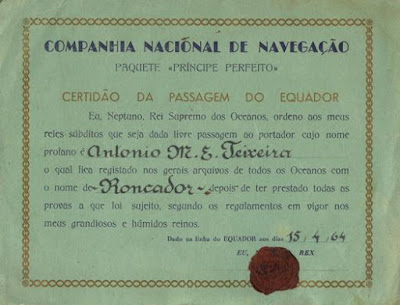 COMPANHIA NACIONAL DE NAVEGAÇÃO
PAQUETE «PRÍNCIPE PERFEITO»
CERTIDÃO DA PASSAGEM DO EQUADOR
Eu, Neptuno, Rei Supremo dos Oceanos, ordeno aos meus
reles súbditos que seja dada livre passagem ao portador cujo nome
profano é Antonio M. E. Teixeira
o qual fica registado nos gerais arquivos de todos os Oceanos com
o nome de Roncador depois de ter prestado todas as
provas a que foi sujeito, segundo os regulamentos em vigor nos
meus grandiosos e húmidos reinos.
Dado na linha do EQUADOR aos dias 15/4/64
EU, REX